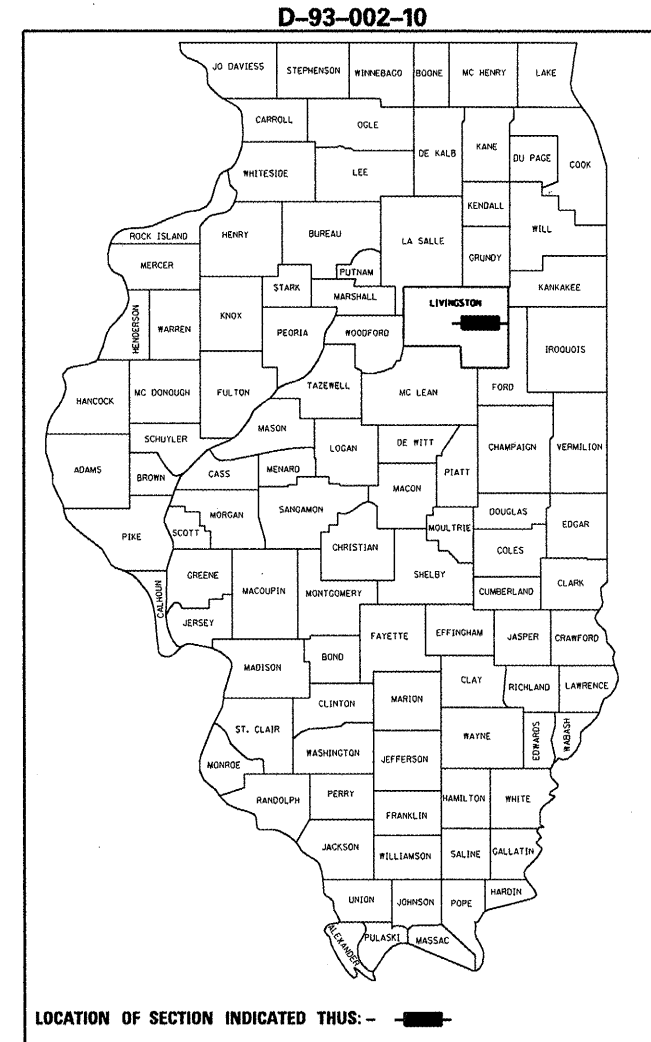 D-93-002-10
JO DAVIESS STEPHENSON WINNEBAGO BOONE MC HENRY LAKE
CARROLL OGLE DE KALB KANE DU PAGE COOK
WHITESIDE LEE
KENDALL
ROCK ISLAND HENRY BUREAU LA SALLE GRUNDY WILL
MERCER PUTNAM
STARK MARSHALL LIVINGSTON KANKAKEE
HENDERSON WARREN KNOX PEORIA WOODFORD
IROQUOIS
HANCOCK MC DONOUGH FULTON TAZEWELL MC LEAN FORD
MASON
SCHUYLER LOGAN DE WITT CHAMPAIGN VERMILION
ADAMS BROWN CASS MENARD MACON PIATT
MORGAN SANGAMON DOUGLAS
PIKE SCOTT CHRISTIAN MOULTRIE EDGAR
COLES
CALHOUN GREENE MACOUPIN MONTGOMERY SHELBY CUMBERLAND CLARK
JERSEY
BOND FAYETTE EFFINGHAM JASPER CRAWFORD
MADISON
CLINTON MARION CLAY RICHLAND LAWRENCE
ST. CLAIR WAYNE EDWARDS WABASH
MONROE WASHINGTON JEFFERSON
RANDOLPH PERRY HAMILTON WHITE
FRANKLIN
JACKSON WILLIAMSON SALINE GALLATIN
UNION JOHNSON POPE HARDIN
ALEXANDER PULASKI MASSAC
LOCATION OF SECTION INDICATED THUS: -